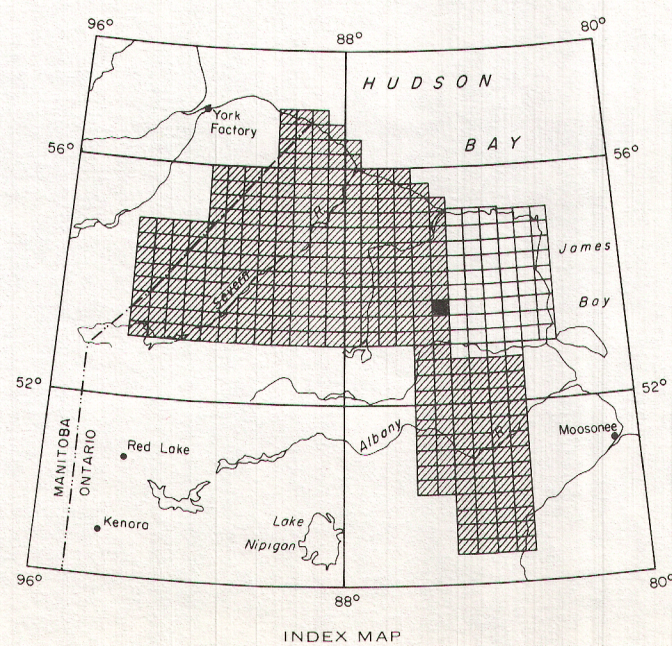 96°
88°
80°
HUDSON
BAY
York
Factory
56°
56°
R.
Severn
James
Bay
52°
52°
MANITOBA
ONTARIO
Red Lake
Kenora
Albany
R.
Moosonee
Lake
Nipigon
96°
88°
80°
INDEX MAP